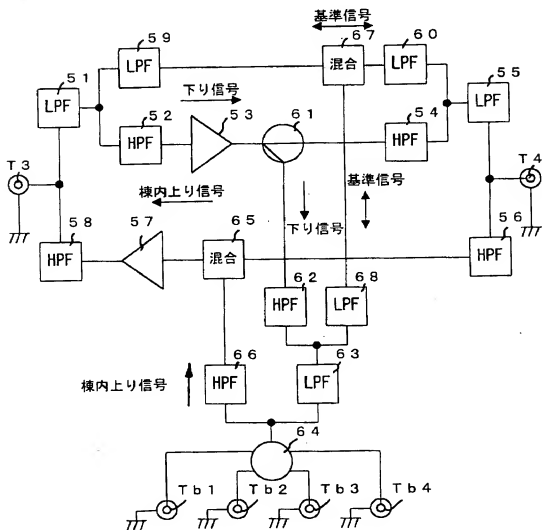 基準信号
59
67
60
LPF
混合
LPF
51
55
LPF
下り信号
LPF
52
53
61
54
HPF
HPF
T3
T4
棟内上り信号
基準信号
58
57
65
下り信号
56
HPF
混合
HPF
62
68
HPF
LPF
66
63
HPF
LPF
棟内上り信号
64
Tb1
Tb2
Tb3
Tb4